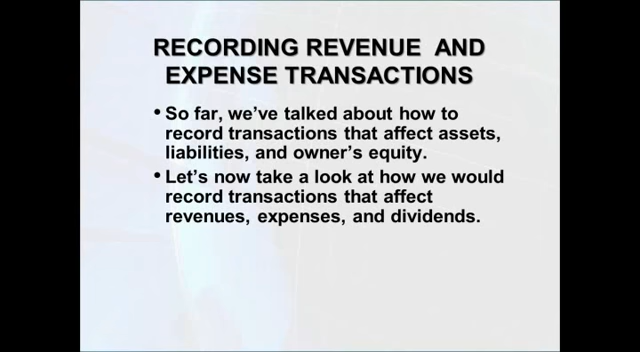 RECORDING REVENUE AND
EXPENSE TRANSACTIONS
• So far, we've talked about how to
record transactions that affect assets,
liabilities, and owner's equity.
• Let's now take a look at how we would
record transactions that affect
revenues, expenses, and dividends.